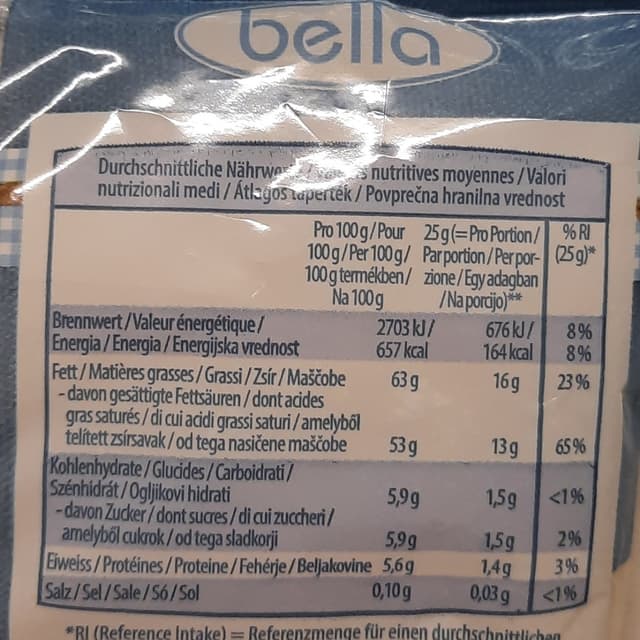 bella
Durchschnittliche nutritives moyennes / Valori
nutrizionali medi / Átlagos tápérték / Povprečna hranilna vrednost
Pro 100 g / Pour 25 g (= Pro Portion / % RI
100 g / Per 100 g / Par portion / Per por- (25 g)*
100 g termékben / zione / Egy adagban
Na 100 g / Na porcijo)**
Brennwert / Valeur énergétique / 2703 kJ / 676 kJ / 8 %
Energia / Energia / Energijska vrednost 657 kcal 164 kcal 8 %
Fett / Matières grasses / Grassi / Zsír / Maščobe 63 g 16 g 23 %
- davon gesättigte Fettsäuren / dont acides
gras saturés / di cui acidi grassi saturi / amelyből
telített zsírsavak / od tega nasičene maščobe 53 g 13 g 65 %
Kohlenhydrate / Glucides / Carboidrati /
Szénhidrát / Ogljikovi hidrati 5,9 g 1,5 g <1 %
- davon Zucker / dont sucres / di cui zuccheri /
amelyből cukrok / od tega sladkorji 5,9 g 1,5 g 2 %
Eiweiss / Protéines / Proteine / Fehérje / Beljakovine 5,6 g 1,4 g 3 %
Salz / Sel / Sale / Só / Sol 0,10 g 0,03 g <1 %
*RI (Reference Intake) = Referenzmenge für einen durchschnittlichen